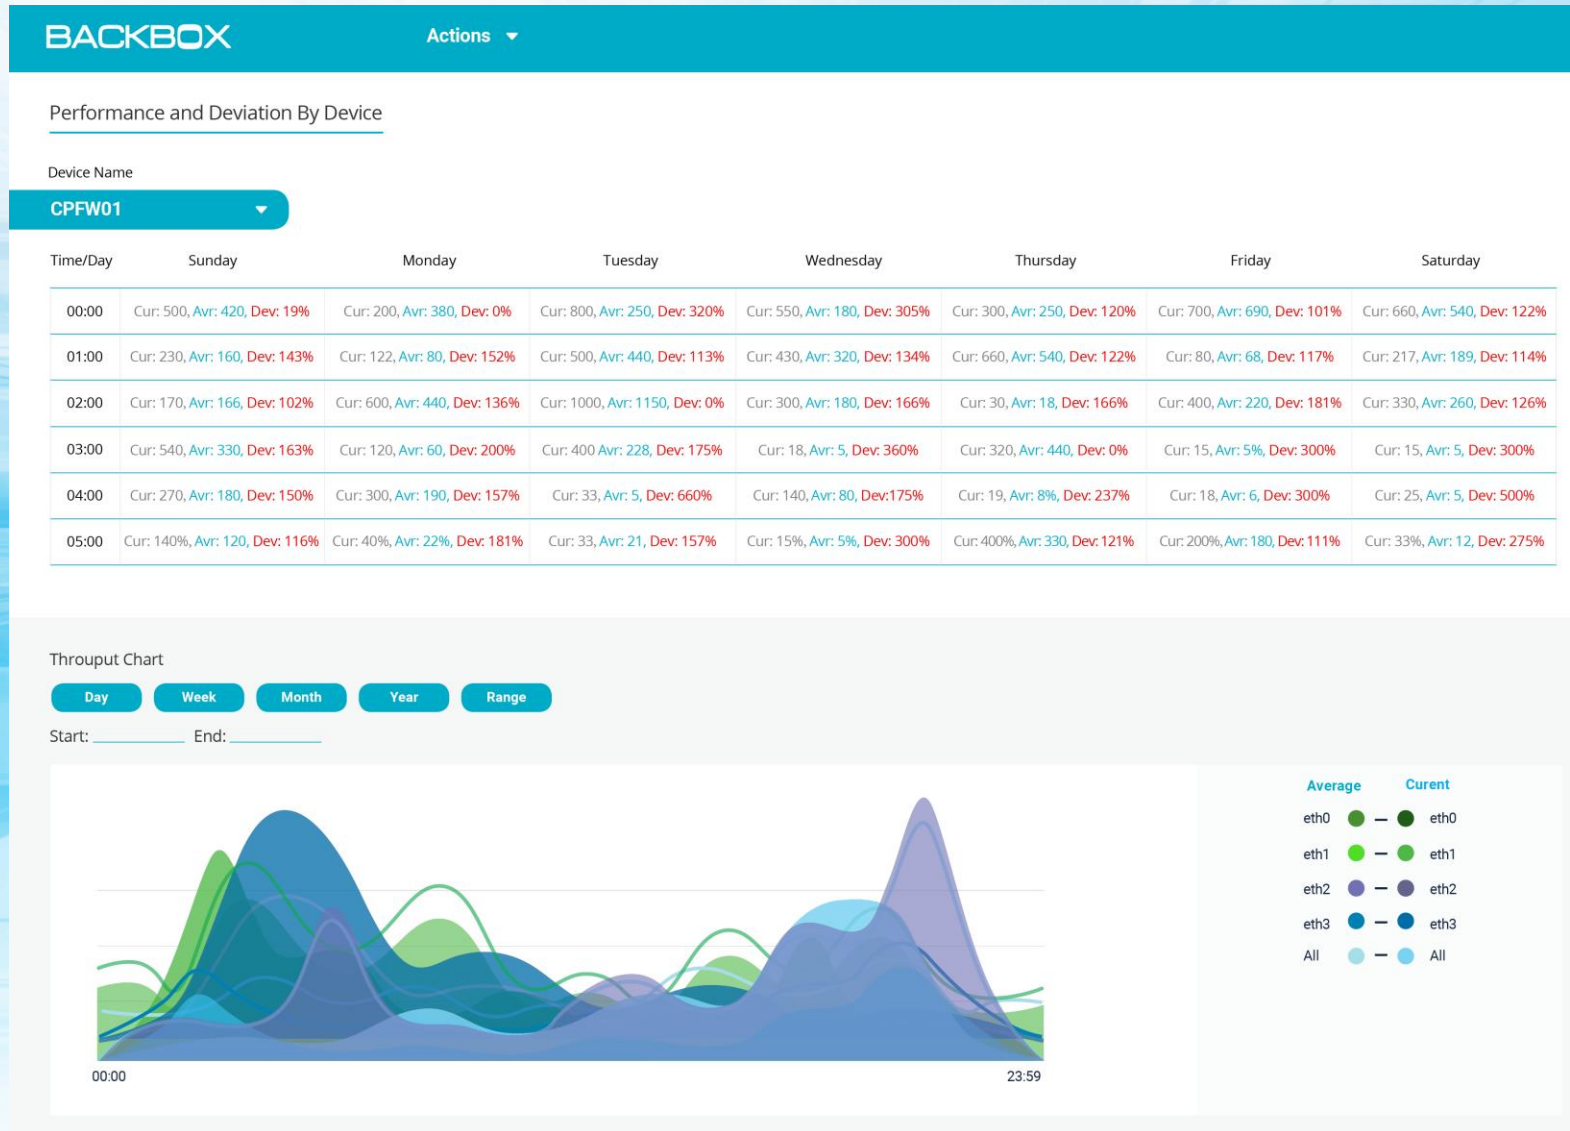 BACKBOX Actions
Performance and Deviation By Device
Device Name
CPFW01
Time/Day Sunday Monday Tuesday Wednesday Thursday Friday Saturday
00:00 Cur: 500, Avr: 420, Dev: 19% Cur: 200, Avr: 380, Dev: 0% Cur: 800, Avr: 250, Dev: 320% Cur: 550, Avr: 180, Dev: 305% Cur: 300, Avr: 250, Dev: 120% Cur: 700, Avr: 690, Dev: 101% Cur: 660, Avr: 540, Dev: 122%
01:00 Cur: 230, Avr: 160, Dev: 143% Cur: 122, Avr: 80, Dev: 152% Cur: 500, Avr: 440, Dev: 113% Cur: 430, Avr: 320, Dev: 134% Cur: 660, Avr: 540, Dev: 122% Cur: 80, Avr: 68, Dev: 117% Cur: 217, Avr: 189, Dev: 114%
02:00 Cur: 170, Avr: 166, Dev: 102% Cur: 600, Avr: 440, Dev: 136% Cur: 1000, Avr: 1150, Dev: 0% Cur: 300, Avr: 180, Dev: 166% Cur: 30, Avr: 18, Dev: 166% Cur: 400, Avr: 220, Dev: 181% Cur: 330, Avr: 260, Dev: 126%
03:00 Cur: 540, Avr: 330, Dev: 163% Cur: 120, Avr: 60, Dev: 200% Cur: 400 Avr: 228, Dev: 175% Cur: 18, Avr: 5, Dev: 360% Cur: 320, Avr: 440, Dev: 0% Cur: 15, Avr: 5%, Dev: 300% Cur: 15, Avr: 5, Dev: 300%
04:00 Cur: 270, Avr: 180, Dev: 150% Cur: 300, Avr: 190, Dev: 157% Cur: 33, Avr: 5, Dev: 660% Cur: 140, Avr: 80, Dev:175% Cur: 19, Avr: 8%, Dev: 237% Cur: 18, Avr: 6, Dev: 300% Cur: 25, Avr: 5, Dev: 500%
05:00 Cur: 140%, Avr: 120, Dev: 116% Cur: 40%, Avr: 22%, Dev: 181% Cur: 33, Avr: 21, Dev: 157% Cur: 15%, Avr: 5%, Dev: 300% Cur: 400%, Avr: 330, Dev: 121% Cur: 200%, Avr: 180, Dev: 111% Cur: 33%, Avr: 12, Dev: 275%
Throuput Chart
Day Week Month Year Range
Start: End:
Average Curent
eth0 eth0
eth1 eth1
eth2 eth2
eth3 eth3
All All
00:00 23:59